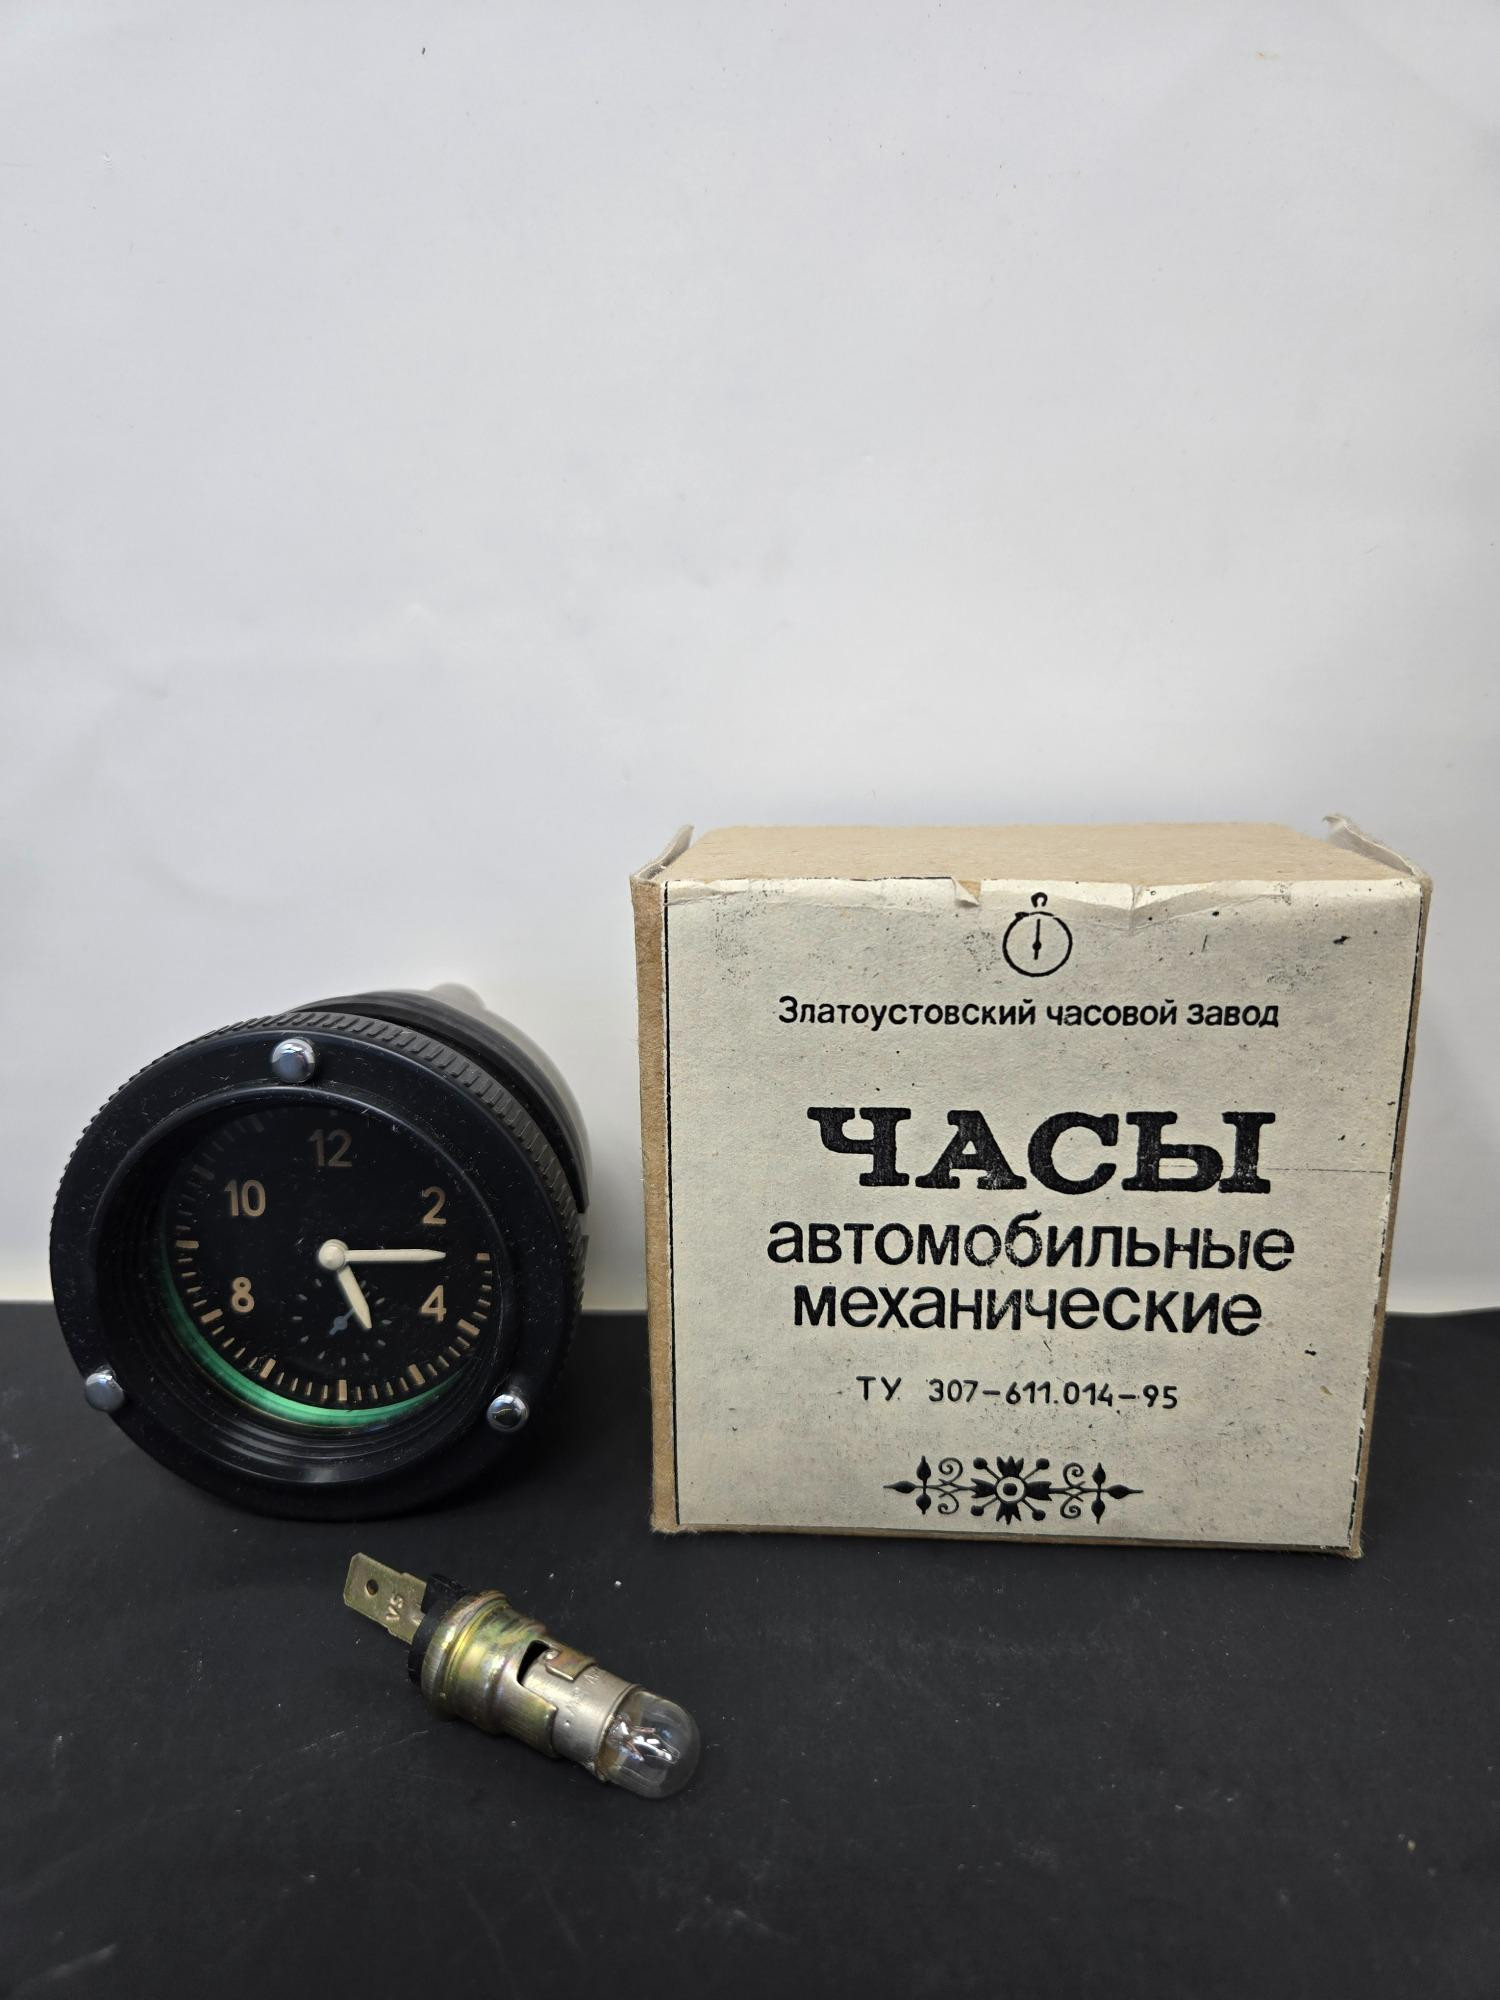 12
10
2
8
4
Златоустовский часовой завод
ЧАСЫ
автомобильные
механические
ТУ 307-611.014-95